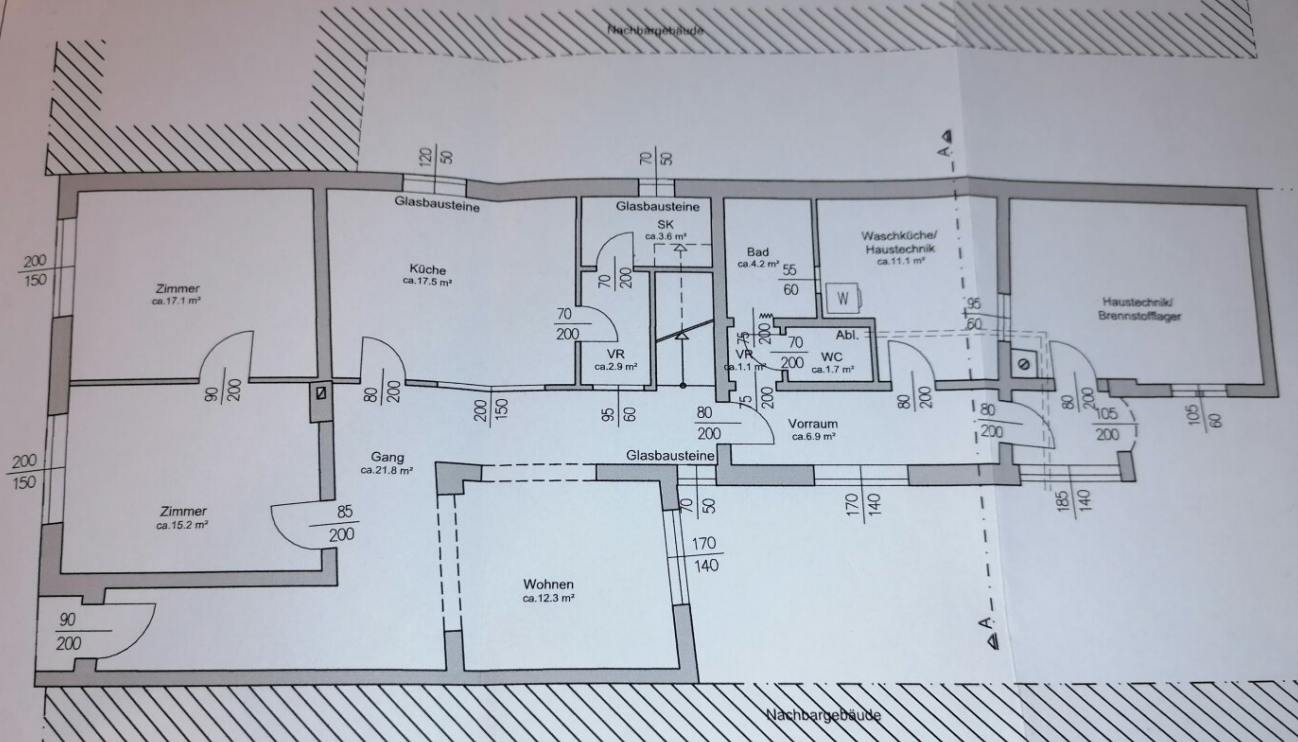 Nachbargebäude
120
50
70
50
A
Glasbausteine
Glasbausteine
SK
ca.3.6 m²
Waschküche/
Haustechnik
ca.11.1 m²
Bad
ca.4.2 m²
55
60
W
200
150
Zimmer
ca.17.1 m²
Küche
ca.17.5 m²
70
200
70
200
VR
ca.2.9 m²
75
200
VR
ca.1.1 m²
70
200
Abl.
WC
ca.1.7 m²
95
60
Haustechnik/
Brennstofflager
90
200
80
200
200
150
95
60
75
200
80
200
80
200
105
60
80
200
Vorraum
ca.6.9 m²
80
200
105
200
200
150
Zimmer
ca.15.2 m²
Gang
ca.21.8 m²
Glasbausteine
70
50
170
140
185
140
85
200
170
140
Wohnen
ca.12.3 m²
90
200
A
Nachbargebäude